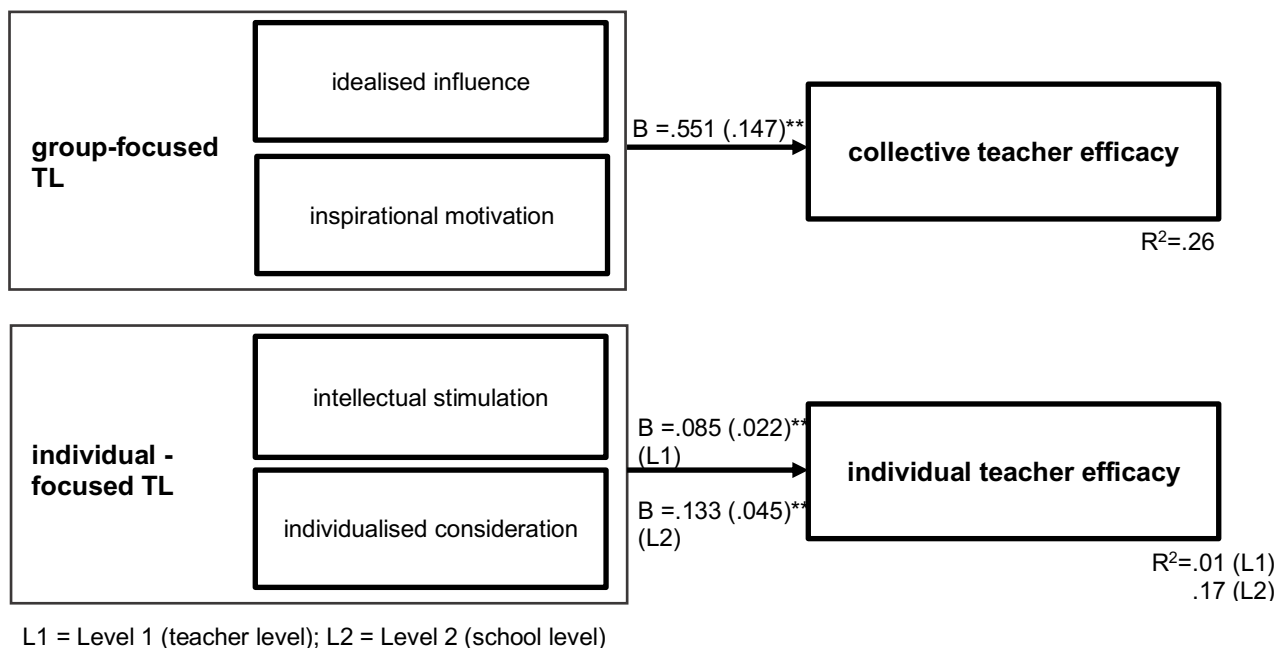 idealised influence
group-focused
TL
inspirational motivation
B =.551 (.147)**
collective teacher efficacy
R²=.26
intellectual stimulation
individual -
focused TL
individualised consideration
B =.085 (.022)**
(L1)
B =.133 (.045)**
(L2)
individual teacher efficacy
R²=.01 (L1)
.17 (L2)
L1 = Level 1 (teacher level); L2 = Level 2 (school level)